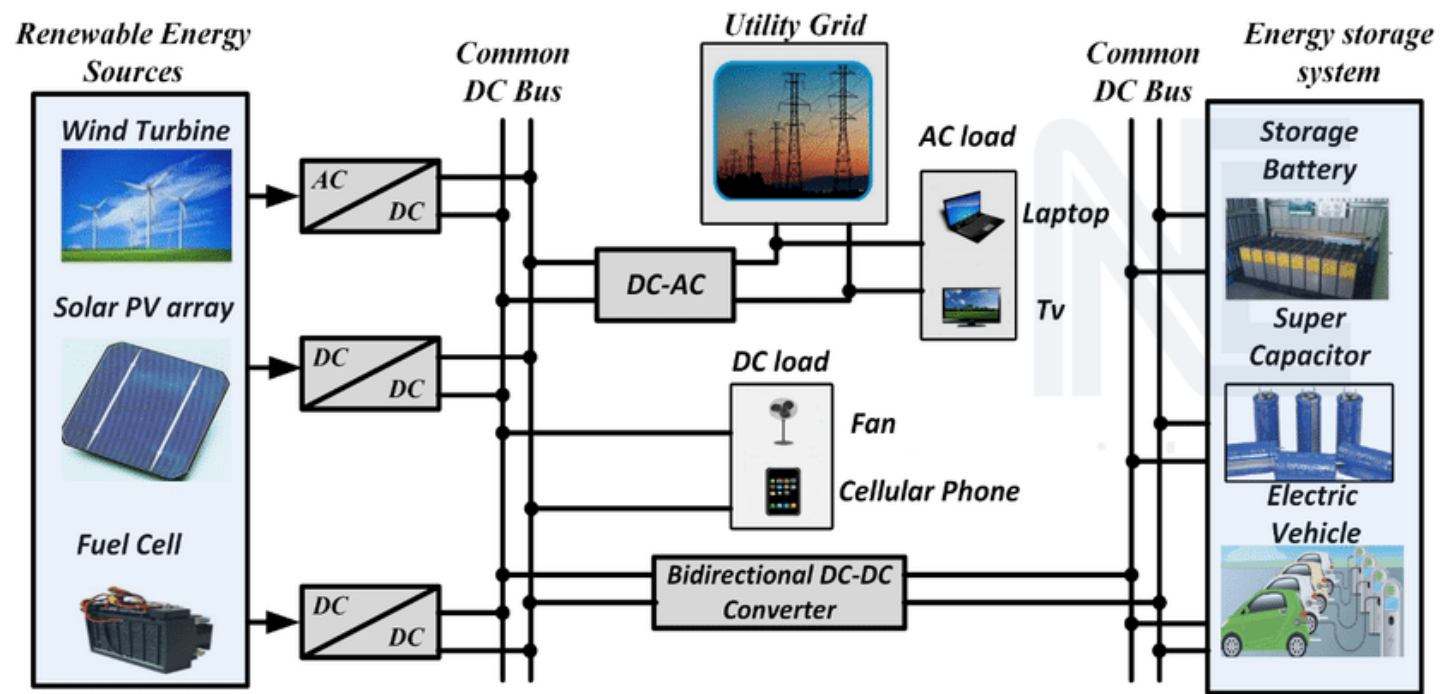 Renewable Energy
Sources
Wind Turbine
Solar PV array
Fuel Cell
AC
DC
DC
DC
DC
DC
Common
DC Bus
Utility Grid
DC-AC
AC load
Laptop
Tv
DC load
Fan
Cellular Phone
Bidirectional DC-DC
Converter
Common
DC Bus
Energy storage
system
Storage
Battery
Super
Capacitor
Electric
Vehicle